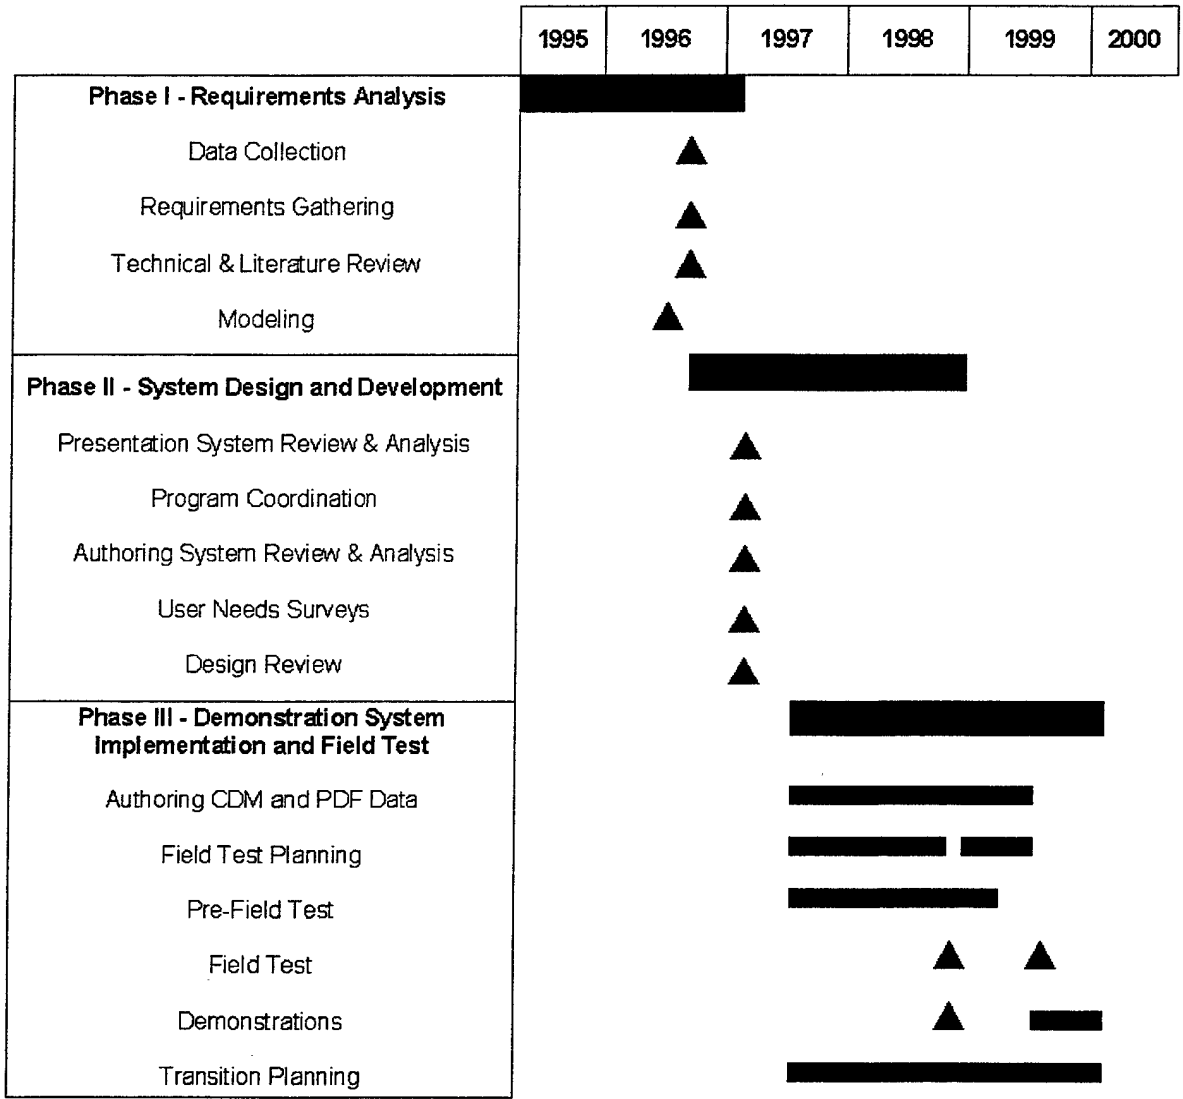 1995 1996 1997 1998 1999 2000
Phase I - Requirements Analysis
Data Collection
Requirements Gathering
Technical & Literature Review
Modeling
Phase II - System Design and Development
Presentation System Review & Analysis
Program Coordination
Authoring System Review & Analysis
User Needs Surveys
Design Review
Phase III - Demonstration System
Implementation and Field Test
Authoring CDM and PDF Data
Field Test Planning
Pre-Field Test
Field Test
Demonstrations
Transition Planning